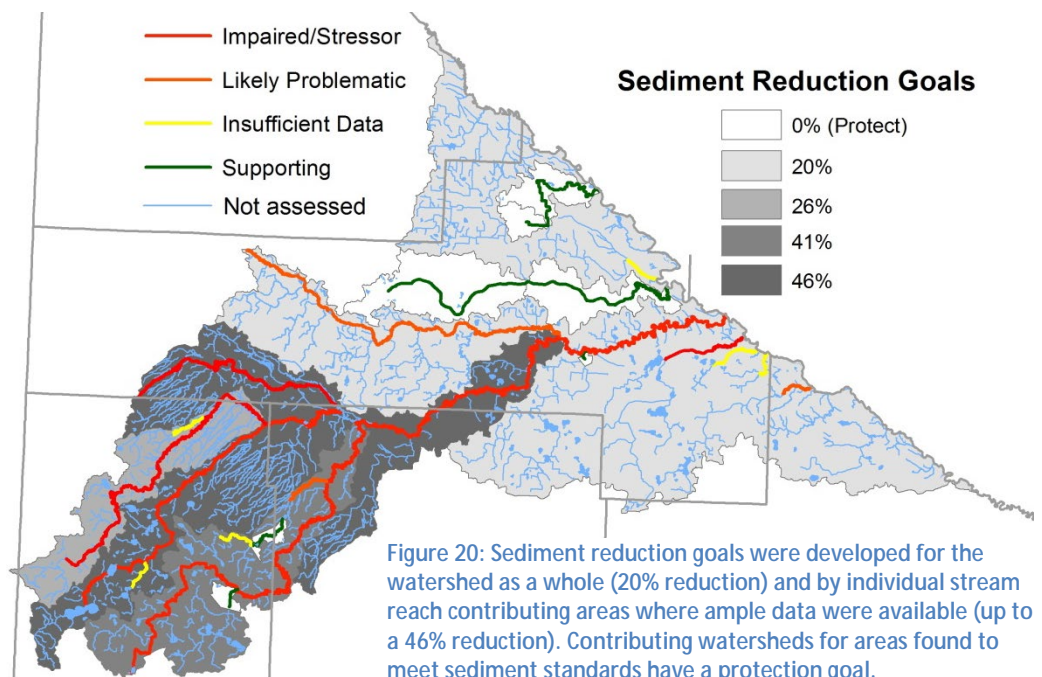 Impaired/Stressor
Likely Problematic
Insufficient Data
Supporting
Not assessed
Sediment Reduction Goals
0% (Protect)
20%
26%
41%
46%
Figure 20: Sediment reduction goals were developed for the
watershed as a whole (20% reduction) and by individual stream
reach contributing areas where ample data were available (up to
a 46% reduction). Contributing watersheds for areas found to
meet sediment standards have a protection goal.